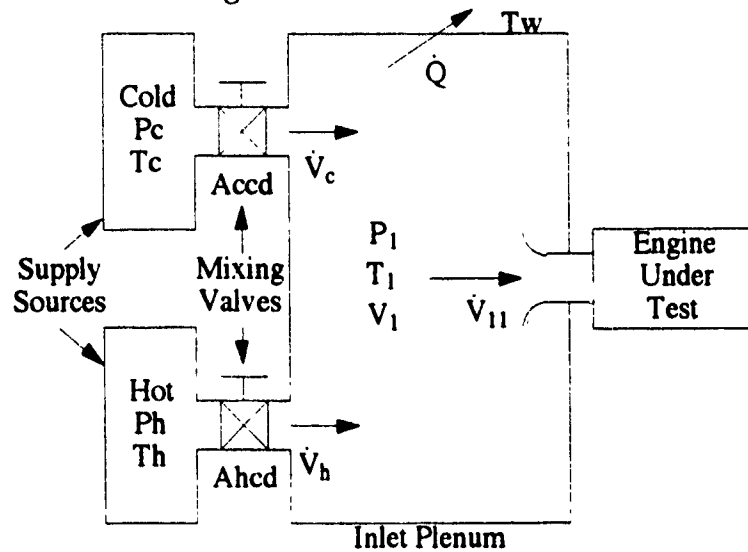 Tw
Q̇
Cold
Pc
Tc
V̇c
Accd
Supply
Sources
Mixing
Valves
P1
T1
V1
V̇11
Engine
Under
Test
Hot
Ph
Th
V̇h
Ahcd
Inlet Plenum